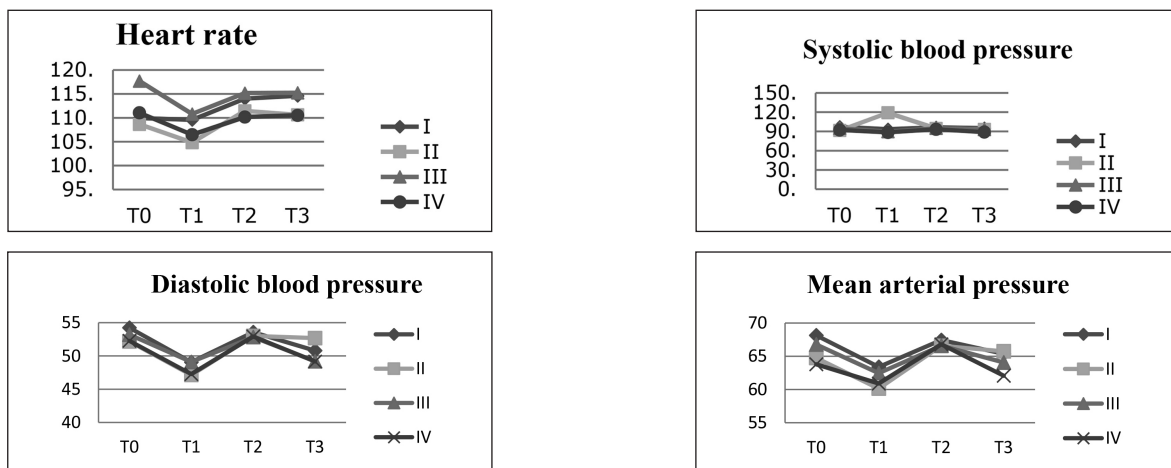 Heart rate
120.
115.
110.
105.
100.
95.
T0 T1 T2 T3
I
II
III
IV
Systolic blood pressure
150.
120.
90.
60.
30.
0.
T0 T1 T2 T3
I
II
III
IV
Diastolic blood pressure
55
50
45
40
T0 T1 T2 T3
I
II
III
IV
Mean arterial pressure
70
65
60
55
T0 T1 T2 T3
I
II
III
IV